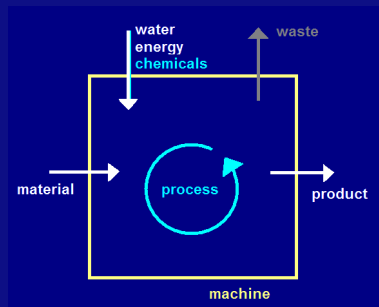 water
energy
chemicals
waste
material
process
product
machine